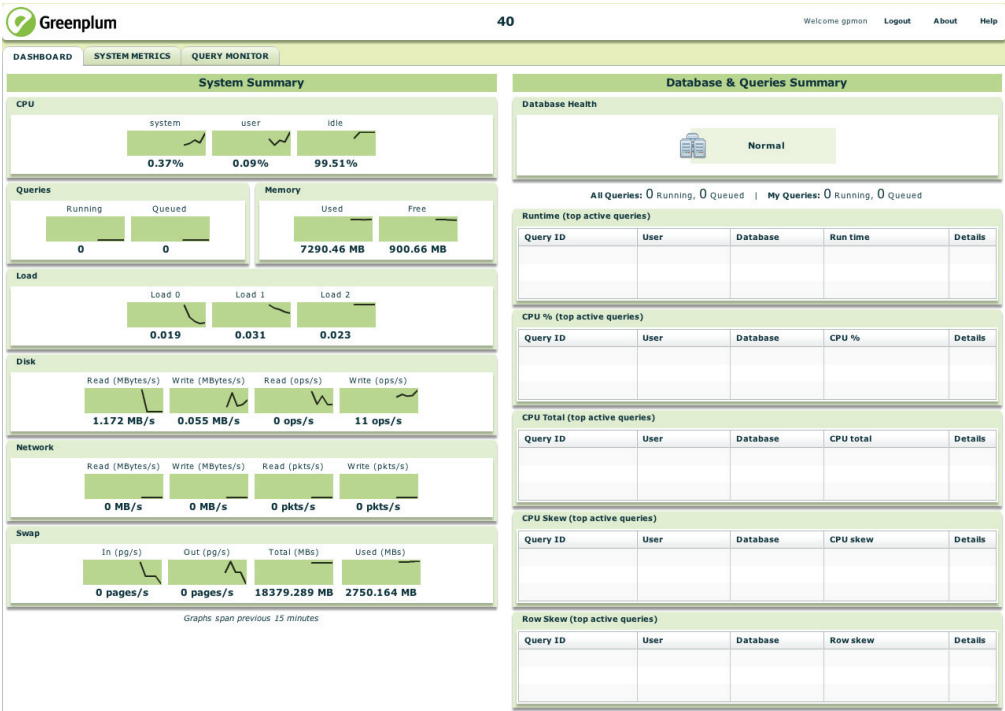 Greenplum
40
Welcome gpmon Logout About Help
DASHBOARD SYSTEM METRICS QUERY MONITOR
System Summary
CPU
system user idle
0.37% 0.09% 99.51%
Queries
Running Queued
0 0
Memory
Used Free
7290.46 MB 900.66 MB
Load
Load 0 Load 1 Load 2
0.019 0.031 0.023
Disk
Read (MBytes/s) Write (MBytes/s) Read (ops/s) Write (ops/s)
1.172 MB/s 0.055 MB/s 0 ops/s 11 ops/s
Network
Read (MBytes/s) Write (MBytes/s) Read (pkts/s) Write (pkts/s)
0 MB/s 0 MB/s 0 pkts/s 0 pkts/s
Swap
In (pg/s) Out (pg/s) Total (MBs) Used (MBs)
0 pages/s 0 pages/s 18379.289 MB 2750.164 MB
Graphs span previous 15 minutes
Database & Queries Summary
Database Health
Normal
All Queries: 0 Running, 0 Queued | My Queries: 0 Running, 0 Queued
Runtime (top active queries)
Query ID User Database Run time Details
CPU % (top active queries)
Query ID User Database CPU % Details
CPU Total (top active queries)
Query ID User Database CPU total Details
CPU Skew (top active queries)
Query ID User Database CPU skew Details
Row Skew (top active queries)
Query ID User Database Row skew Details